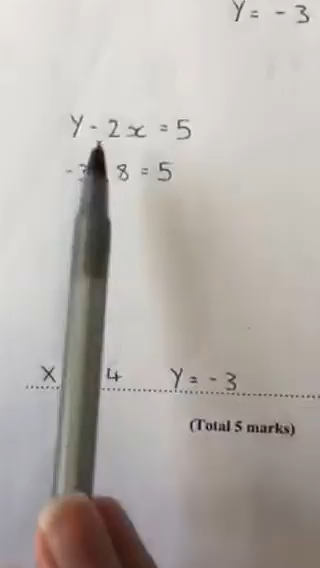 Y = - 3
Y - 2x = 5
8 = 5
X 4 Y = - 3
(Total 5 marks)